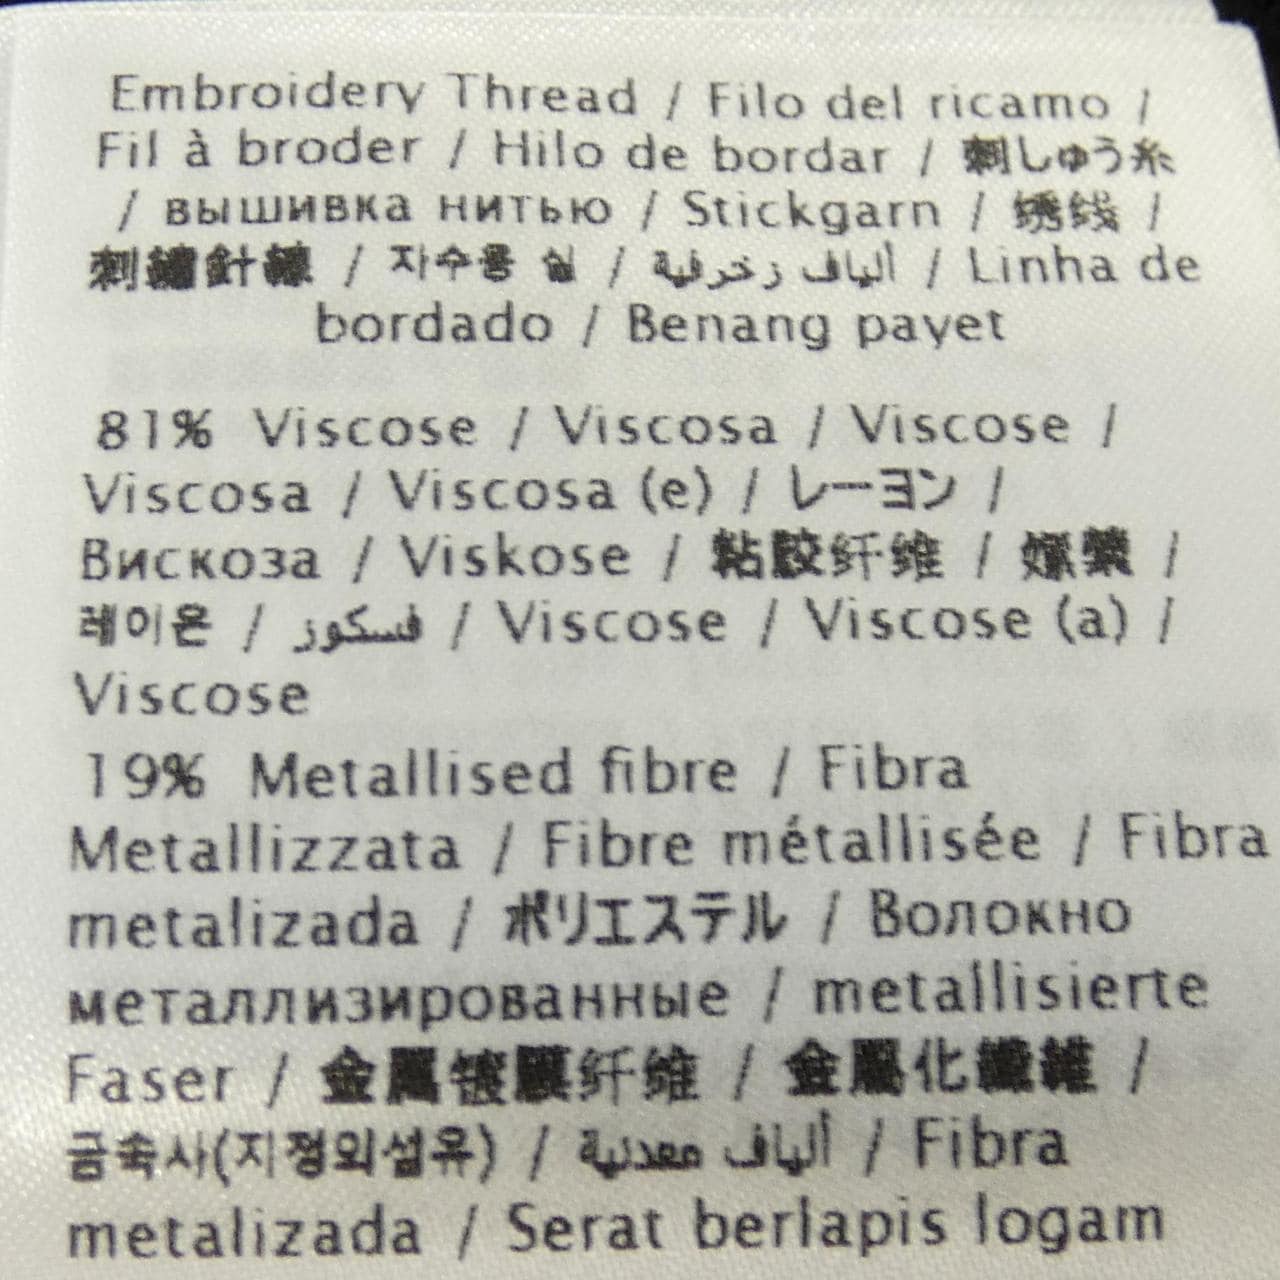 Embroidery Thread / Filo del ricamo /
Fil à broder / Hilo de bordar / 刺しゅう糸
/ вышивка нитью / Stickgarn / 绣线 /
刺繡針線 / 자수용 실 / ألياف زخرفية / Linha de
bordado / Benang payet
81% Viscose / Viscosa / Viscose /
Viscosa / Viscosa (e) / レーヨン /
Вискоза / Viskose / 粘胶纤维 / 嫘縈 /
레이온 / فسكوز / Viscose / Viscose (a) /
Viscose
19% Metallised fibre / Fibra
Metallizzata / Fibre métallisée / Fibra
metalizada / ポリエステル / Волокно
металлизированные / metallisierte
Faser / 金属镀膜纤维 / 金屬化纖維 /
금속사(지정외섬유) / ألياف معدنية / Fibra
metalizada / Serat berlapis logam